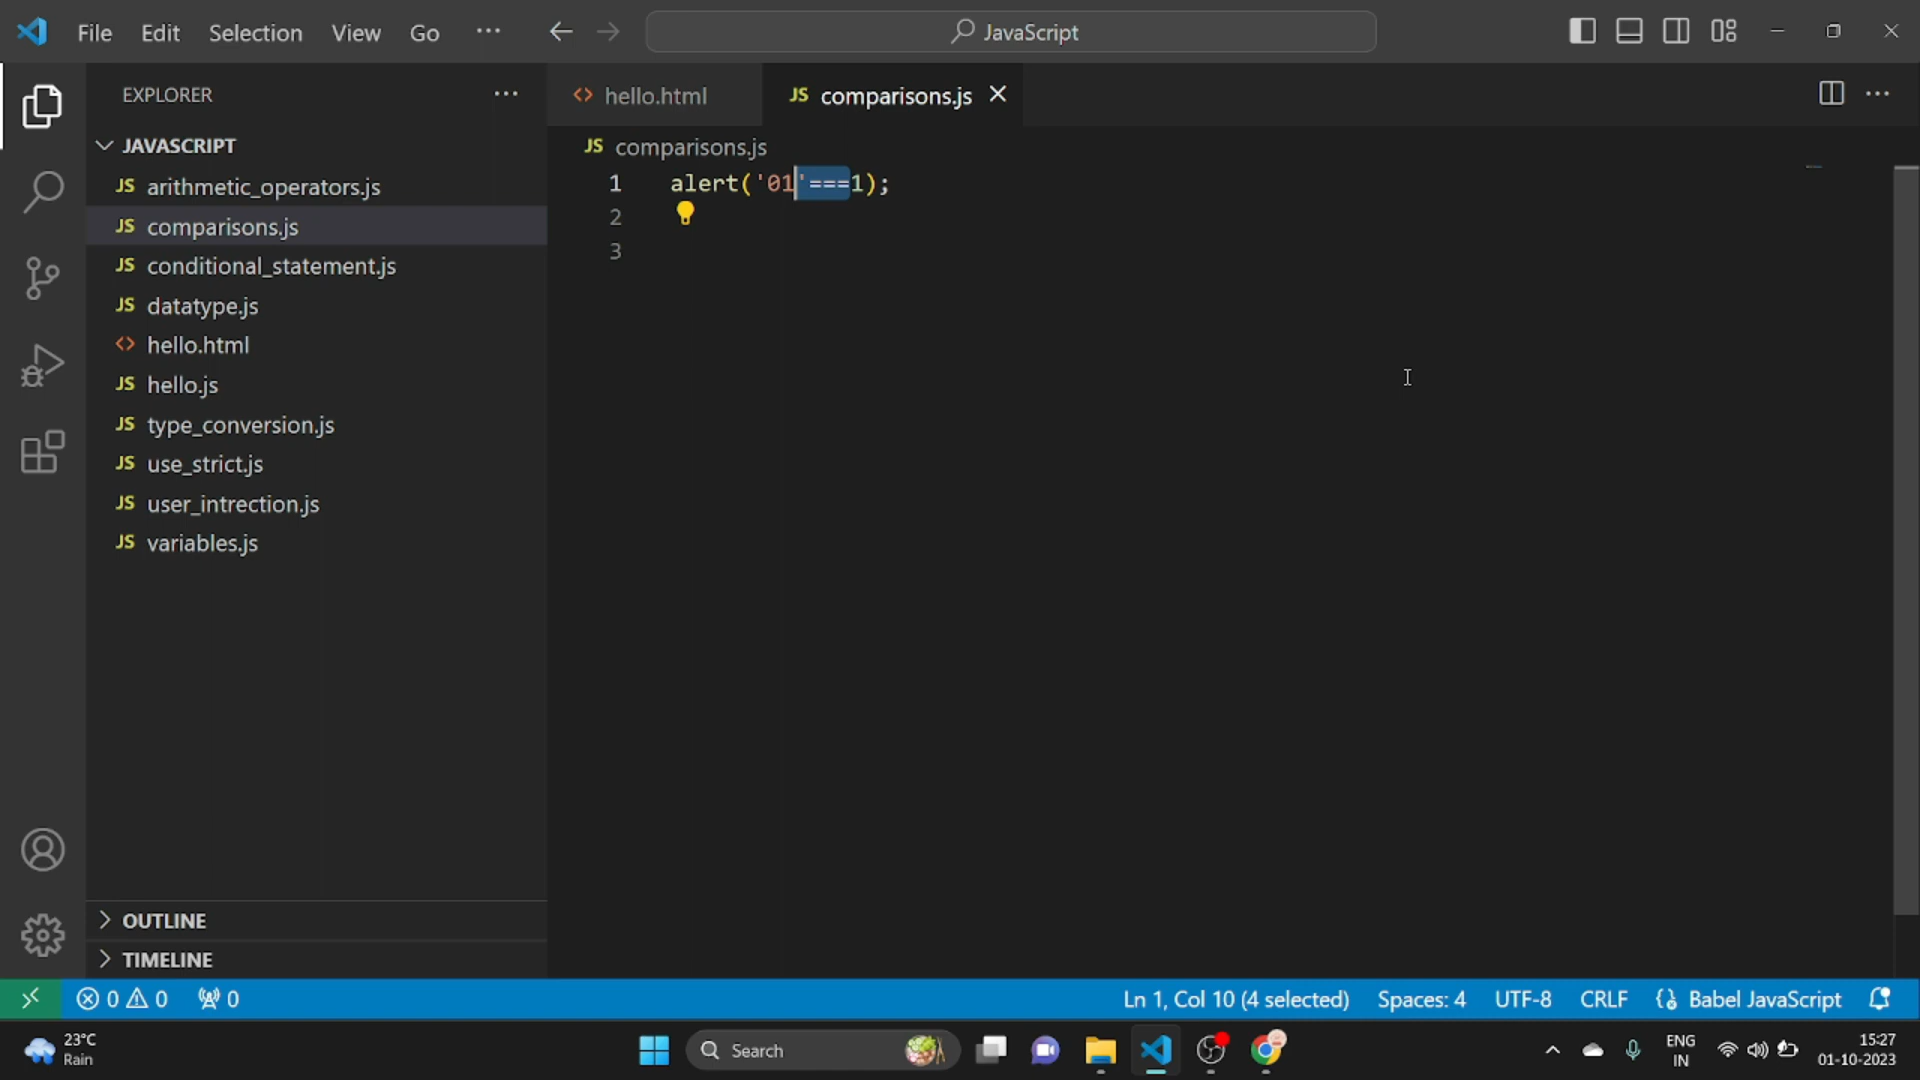 File Edit Selection View Go ··· JavaScript
EXPLORER ···
hello.html
JS comparisons.js
JAVASCRIPT
JS arithmetic_operators.js
JS comparisons.js
JS conditional_statement.js
JS datatype.js
hello.html
JS hello.js
JS type_conversion.js
JS use_strict.js
JS user_intrection.js
JS variables.js
OUTLINE
TIMELINE
JS comparisons.js
1 alert('01'===1);
2
3
0 0 0
Ln 1, Col 10 (4 selected) Spaces: 4 UTF-8 CRLF Babel JavaScript
23°C
Rain
Search
ENG
IN
15:27
01-10-2023